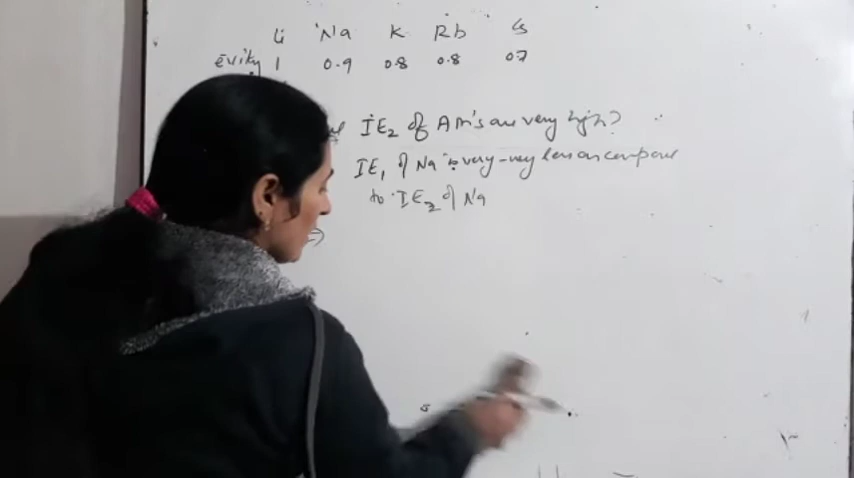 Li Na K Rb Cs
evity 1 0.9 0.8 0.8 0.7
IE2 of AM's are very high?
IE1 of Na is very-very less as compare
to IE2 of Na
⇒